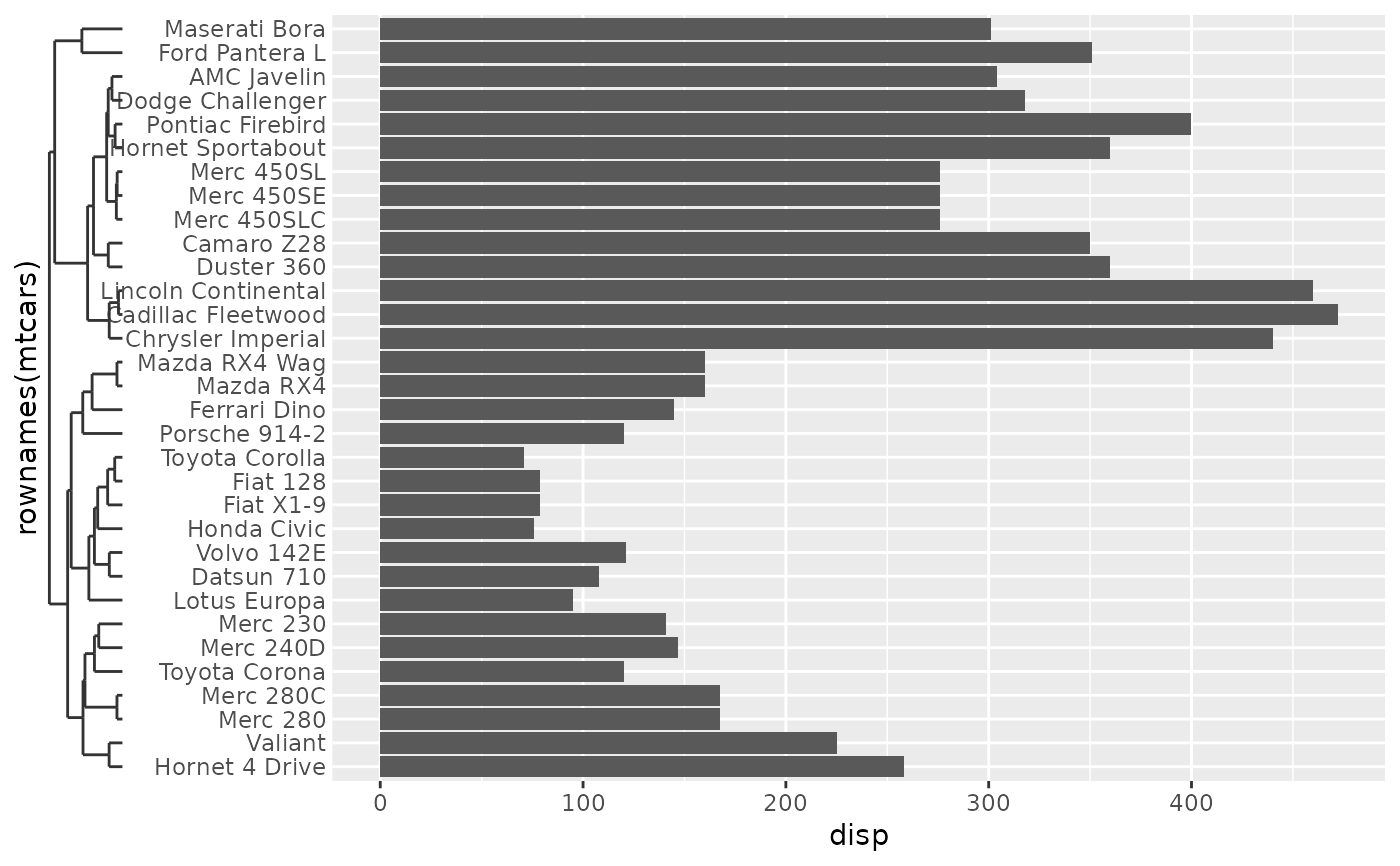 Maserati Bora
Ford Pantera L
AMC Javelin
Dodge Challenger
Pontiac Firebird
Hornet Sportabout
Merc 450SL
Merc 450SE
Merc 450SLC
Camaro Z28
Duster 360
Lincoln Continental
Cadillac Fleetwood
Chrysler Imperial
Mazda RX4 Wag
Mazda RX4
Ferrari Dino
Porsche 914-2
Toyota Corolla
Fiat 128
Fiat X1-9
Honda Civic
Volvo 142E
Datsun 710
Lotus Europa
Merc 230
Merc 240D
Toyota Corona
Merc 280C
Merc 280
Valiant
Hornet 4 Drive
rownames(mtcars)
0 100 200 300 400
disp